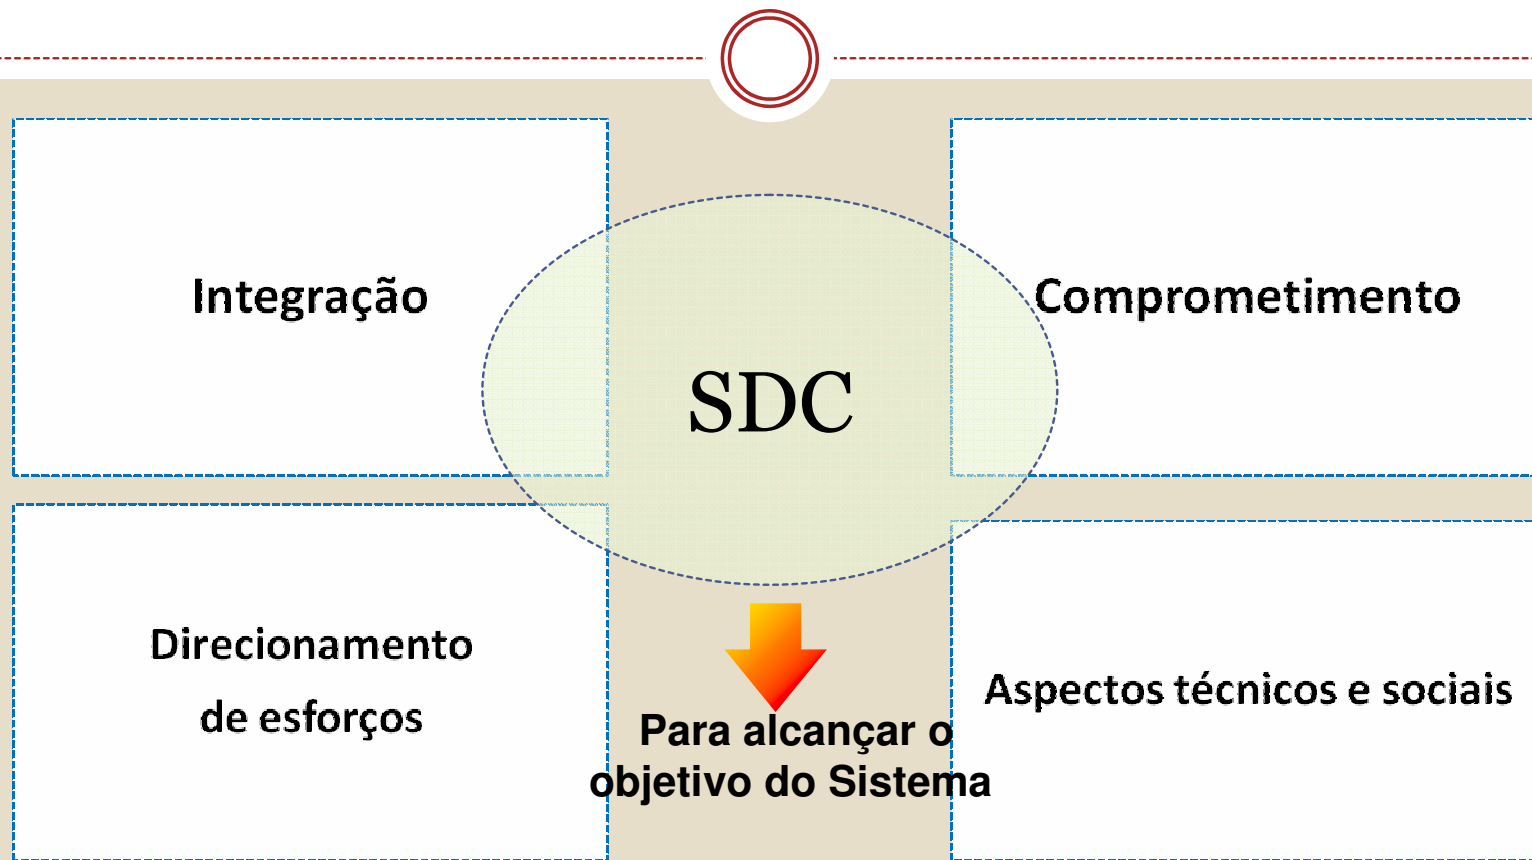 Integração
Comprometimento
SDC
Direcionamento
de esforços
Aspectos técnicos e sociais
Para alcançar o
objetivo do Sistema